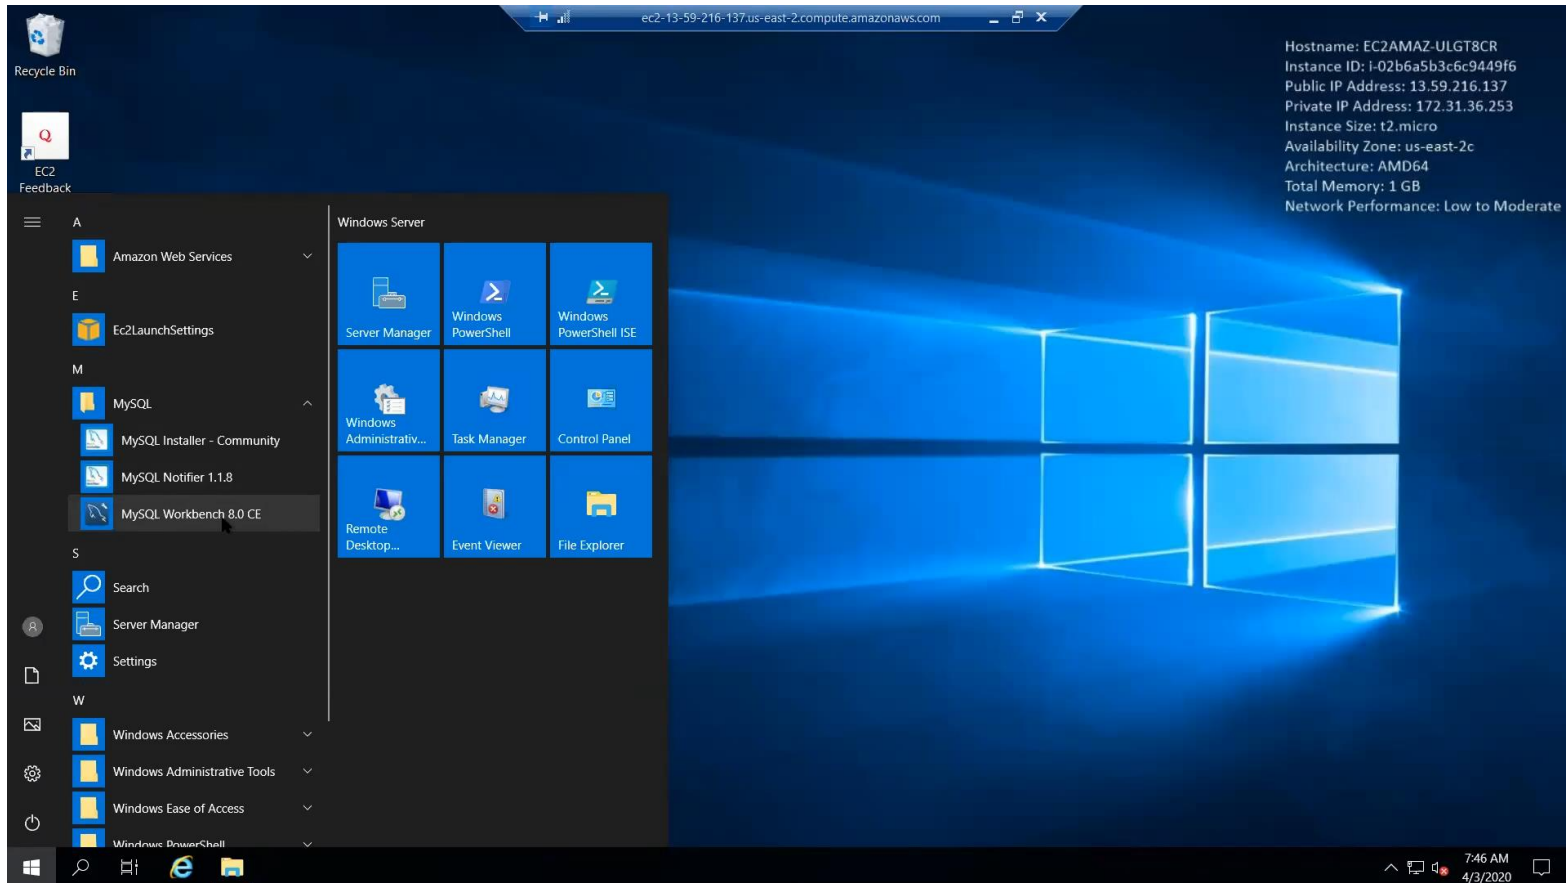 ec2-13-59-216-137.us-east-2.compute.amazonaws.com
Recycle Bin
EC2
Feedback
Hostname: EC2AMAZ-ULGT8CR
Instance ID: i-02b6a5b3c6c9449f6
Public IP Address: 13.59.216.137
Private IP Address: 172.31.36.253
Instance Size: t2.micro
Availability Zone: us-east-2c
Architecture: AMD64
Total Memory: 1 GB
Network Performance: Low to Moderate
A
Amazon Web Services
E
Ec2LaunchSettings
M
MySQL
MySQL Installer - Community
MySQL Notifier 1.1.8
MySQL Workbench 8.0 CE
S
Search
Server Manager
Settings
W
Windows Accessories
Windows Administrative Tools
Windows Ease of Access
Windows PowerShell
Windows Server
Server Manager
Windows
PowerShell
Windows
PowerShell ISE
Windows
Administrativ...
Task Manager
Control Panel
Remote
Desktop...
Event Viewer
File Explorer
7:46 AM
4/3/2020